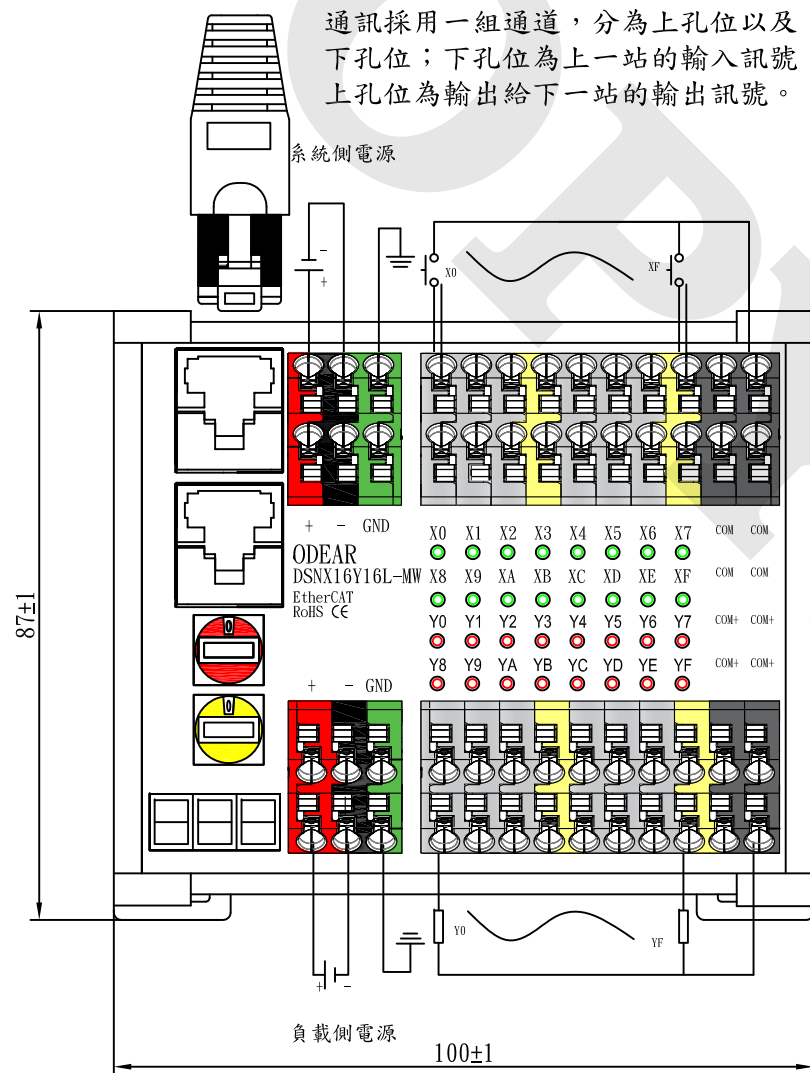 通訊採用一組通道，分為上孔位以及
下孔位；下孔位為上一站的輸入訊號
上孔位為輸出給下一站的輸出訊號。
系統側電源
-
+
X0
XF
+ - GND
ODEAR
DSNX16Y16L-MW
EtherCAT
RoHS CE
X0 X1 X2 X3 X4 X5 X6 X7 COM COM
X8 X9 XA XB XC XD XE XF COM COM
Y0 Y1 Y2 Y3 Y4 Y5 Y6 Y7 COM+ COM+
Y8 Y9 YA YB YC YD YE YF COM+ COM+
0
0
+ - GND
87±1
Y0
YF
+ -
負載側電源
100±1
COPY